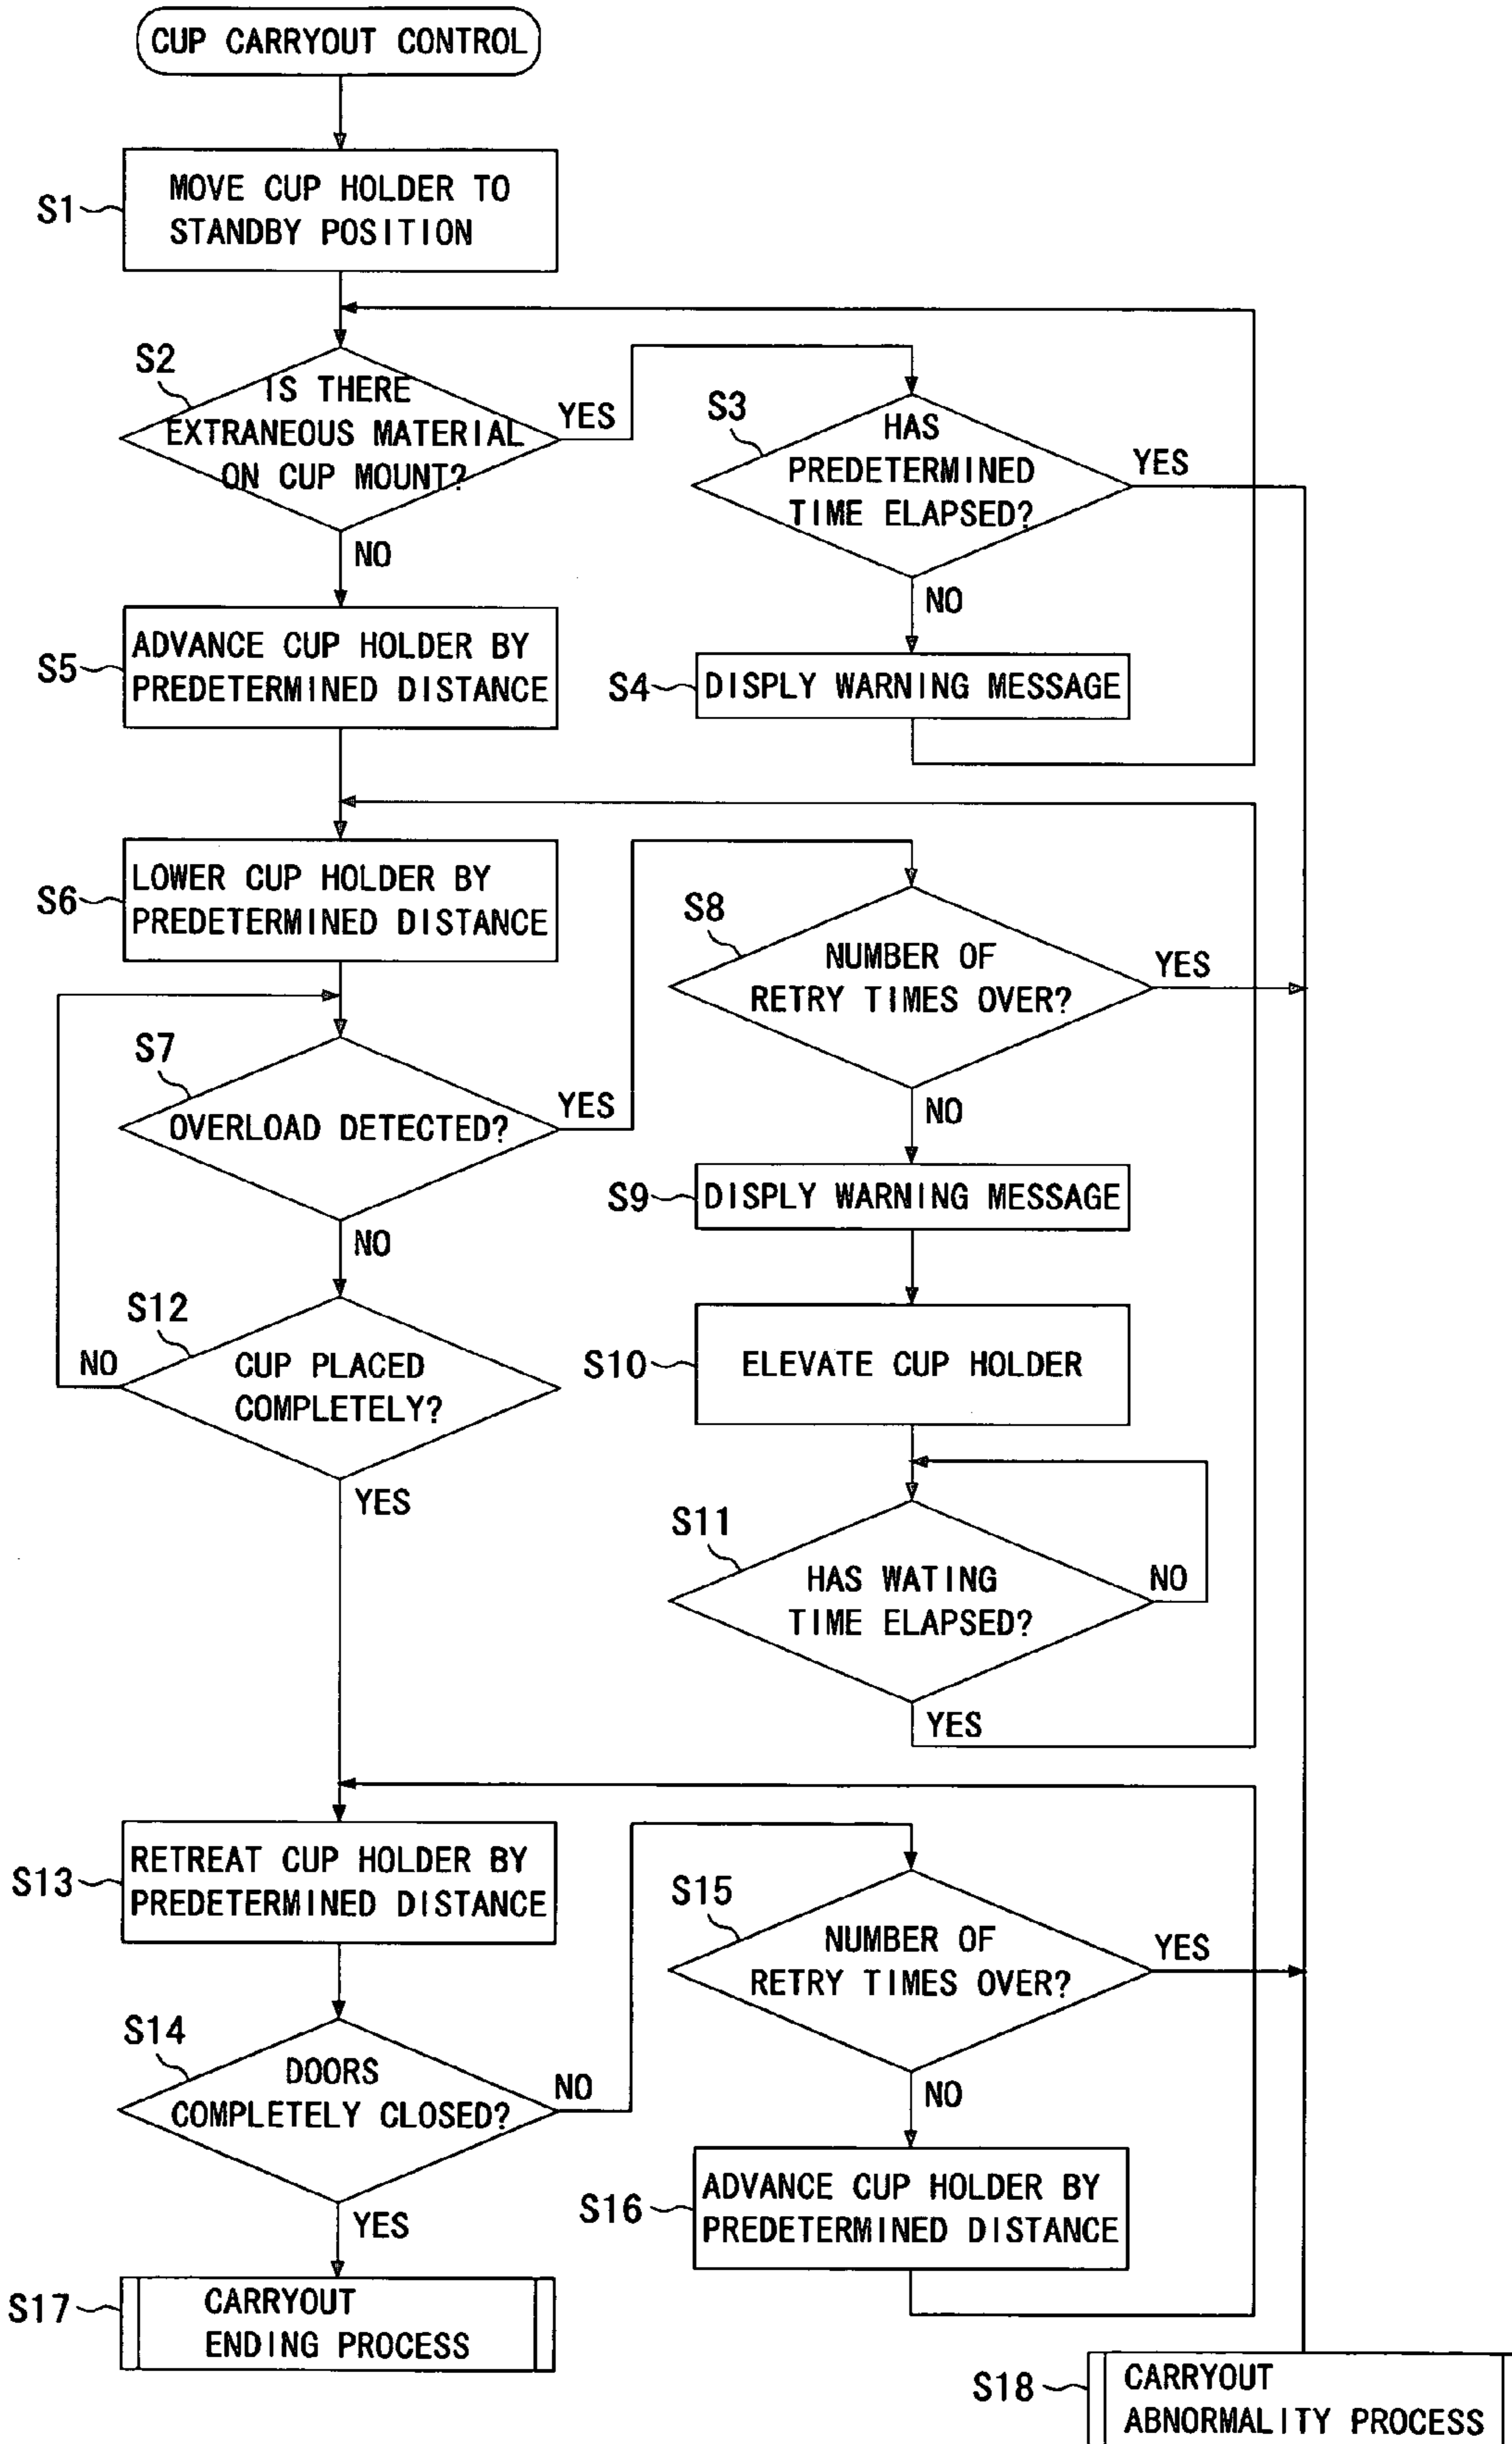 CUP CARRYOUT CONTROL
S1
MOVE CUP HOLDER TO
STANDBY POSITION
S2
IS THERE
EXTRANEOUS MATERIAL
ON CUP MOUNT?
YES
NO
S3
HAS
PREDETERMINED
TIME ELAPSED?
YES
NO
S4
DISPLY WARNING MESSAGE
S5
ADVANCE CUP HOLDER BY
PREDETERMINED DISTANCE
S6
LOWER CUP HOLDER BY
PREDETERMINED DISTANCE
S7
OVERLOAD DETECTED?
YES
NO
S8
NUMBER OF
RETRY TIMES OVER?
YES
NO
S9
DISPLY WARNING MESSAGE
S10
ELEVATE CUP HOLDER
S11
HAS WATING
TIME ELAPSED?
NO
YES
S12
CUP PLACED
COMPLETELY?
NO
YES
S13
RETREAT CUP HOLDER BY
PREDETERMINED DISTANCE
S14
DOORS
COMPLETELY CLOSED?
NO
YES
S15
NUMBER OF
RETRY TIMES OVER?
YES
NO
S16
ADVANCE CUP HOLDER BY
PREDETERMINED DISTANCE
S17
CARRYOUT
ENDING PROCESS
S18
CARRYOUT
ABNORMALITY PROCESS